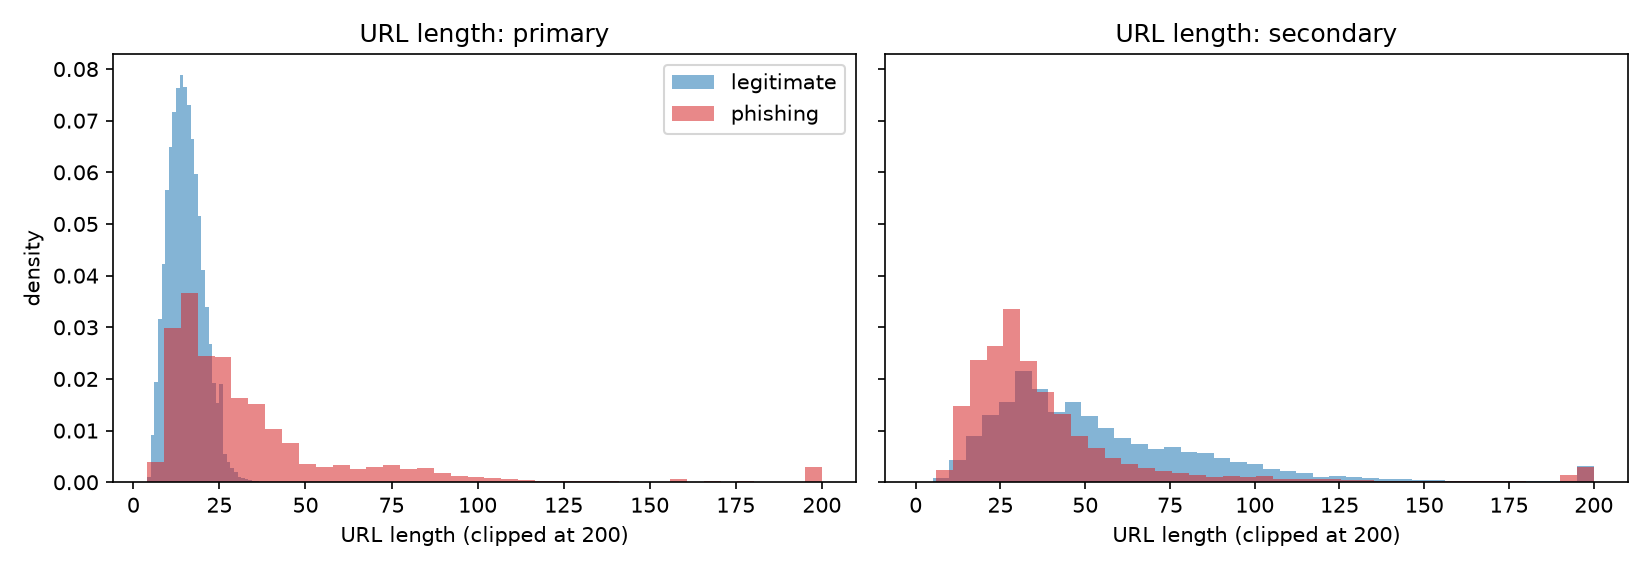 URL length: primary
URL length: secondary
legitimate
phishing
density
0.08
0.07
0.06
0.05
0.04
0.03
0.02
0.01
0.00
0 25 50 75 100 125 150 175 200
0 25 50 75 100 125 150 175 200
URL length (clipped at 200)
URL length (clipped at 200)